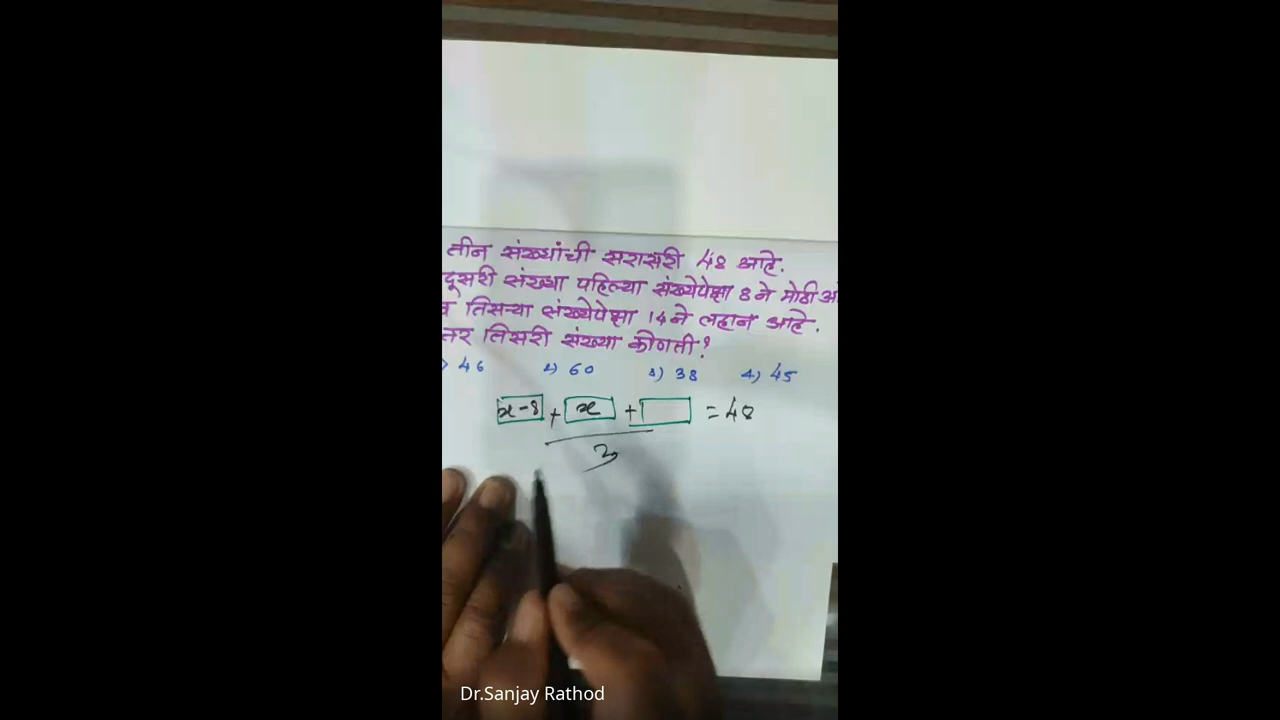 तीन संख्यांची सरासरी 48 आहे.
दूसरी संख्या पहिल्या संख्येपेक्षा 8 ने मोठी
व तिसऱ्या संख्येपेक्षा 14 ने लहान आहे.
तर तिसरी संख्या कोणती?
) 46 2) 60 3) 38 4) 45
x-8 + x + = 48
3
Dr.Sanjay Rathod